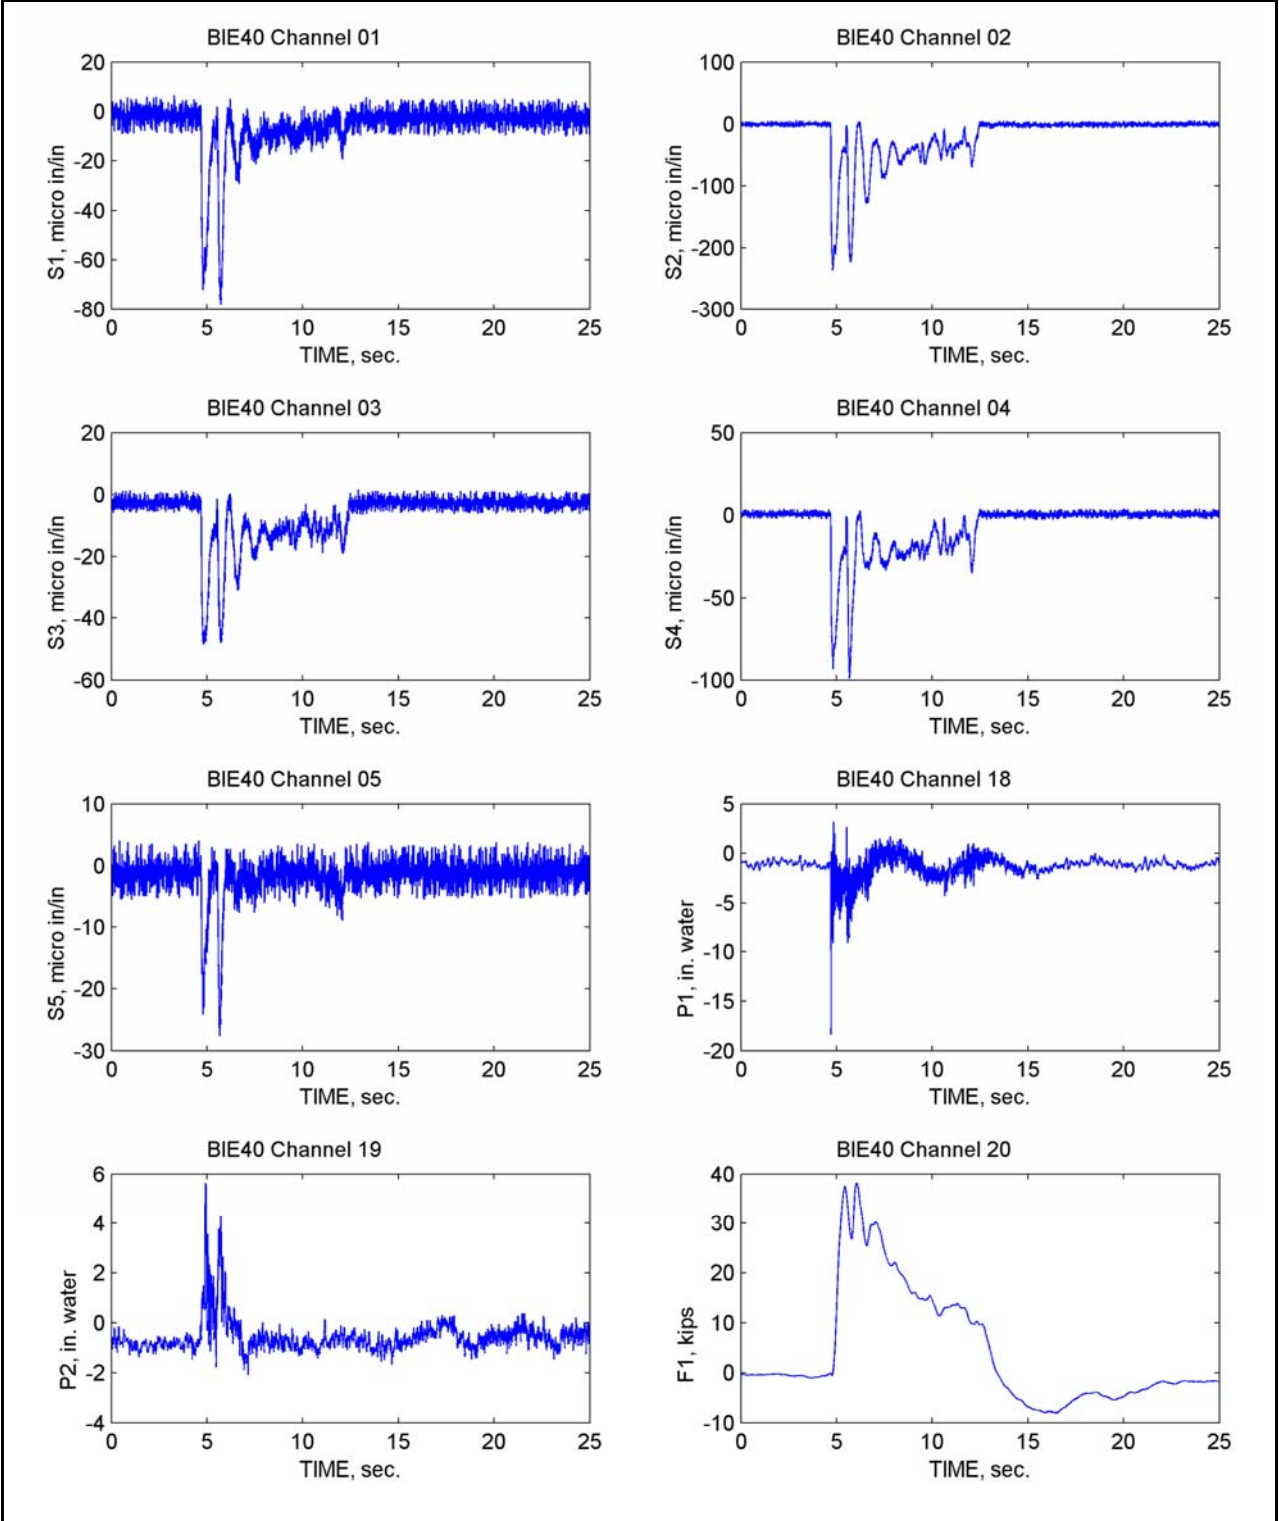 BIE40 Channel 01
20
0
-20
-40
-60
-80
S1, micro in/in
0 5 10 15 20 25
TIME, sec.
BIE40 Channel 02
100
0
-100
-200
-300
S2, micro in/in
0 5 10 15 20 25
TIME, sec.
BIE40 Channel 03
20
0
-20
-40
-60
S3, micro in/in
0 5 10 15 20 25
TIME, sec.
BIE40 Channel 04
50
0
-50
-100
S4, micro in/in
0 5 10 15 20 25
TIME, sec.
BIE40 Channel 05
10
0
-10
-20
-30
S5, micro in/in
0 5 10 15 20 25
TIME, sec.
BIE40 Channel 18
5
0
-5
-10
-15
-20
P1, in. water
0 5 10 15 20 25
TIME, sec.
BIE40 Channel 19
6
4
2
0
-2
-4
P2, in. water
0 5 10 15 20 25
TIME, sec.
BIE40 Channel 20
40
30
20
10
0
-10
F1, kips
0 5 10 15 20 25
TIME, sec.